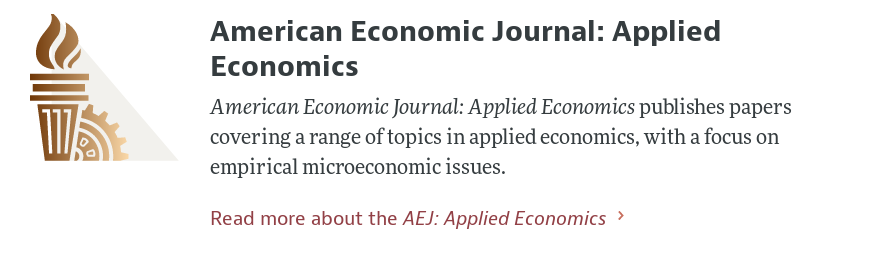 American Economic Journal: Applied
Economics
American Economic Journal: Applied Economics publishes papers
covering a range of topics in applied economics, with a focus on
empirical microeconomic issues.
Read more about the AEJ: Applied Economics ›